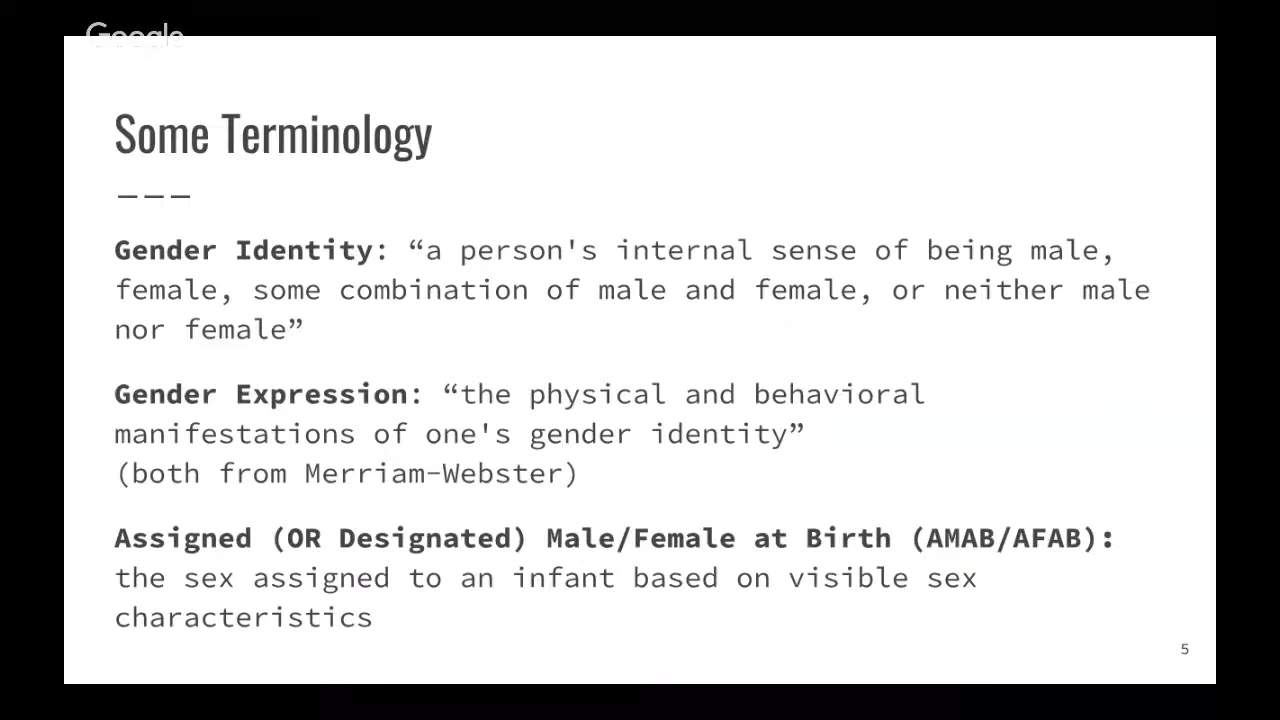 Google
Some Terminology
Gender Identity: “a person's internal sense of being male,
female, some combination of male and female, or neither male
nor female”
Gender Expression: “the physical and behavioral
manifestations of one's gender identity”
(both from Merriam-Webster)
Assigned (OR Designated) Male/Female at Birth (AMAB/AFAB):
the sex assigned to an infant based on visible sex
characteristics
5